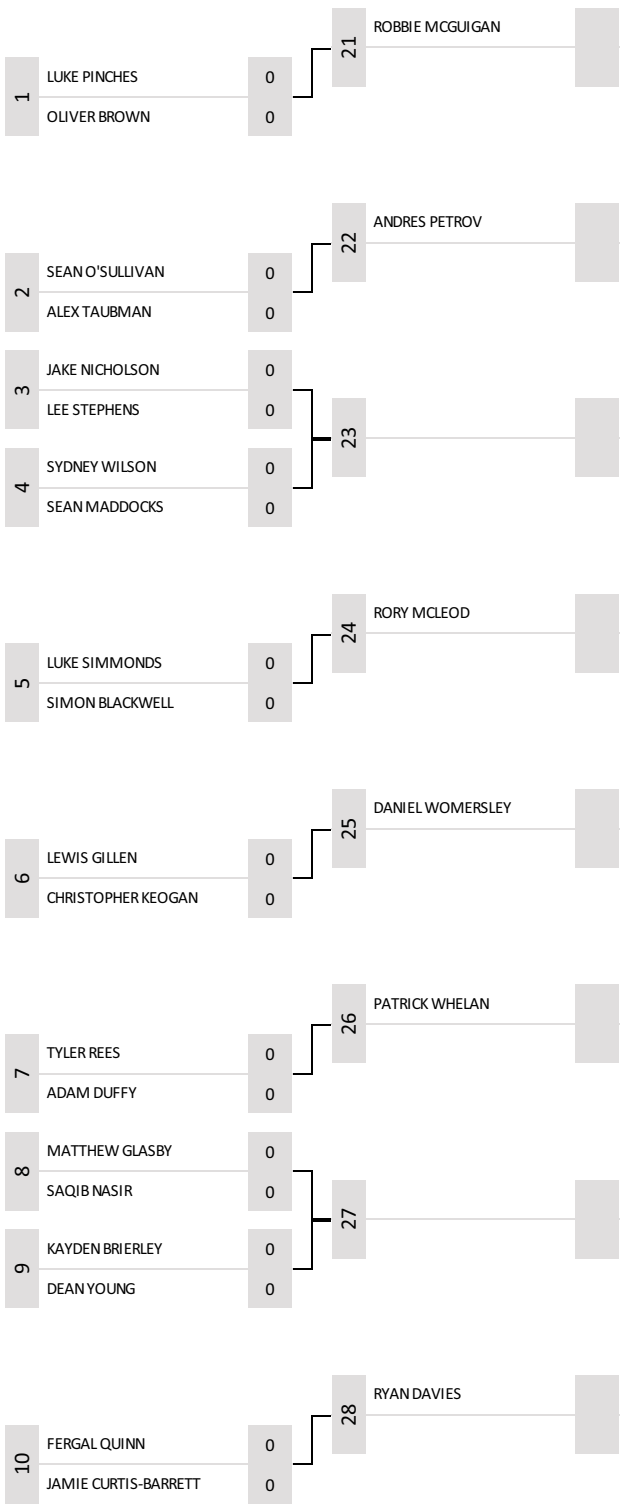 21
ROBBIE MCGUIGAN
1
LUKE PINCHES 0
OLIVER BROWN 0
22
ANDRES PETROV
2
SEAN O'SULLIVAN 0
ALEX TAUBMAN 0
3
JAKE NICHOLSON 0
LEE STEPHENS 0
23
4
SYDNEY WILSON 0
SEAN MADDOCKS 0
24
RORY MCLEOD
5
LUKE SIMMONDS 0
SIMON BLACKWELL 0
25
DANIEL WOMERSLEY
6
LEWIS GILLEN 0
CHRISTOPHER KEOGAN 0
26
PATRICK WHELAN
7
TYLER REES 0
ADAM DUFFY 0
8
MATTHEW GLASBY 0
SAQIB NASIR 0
27
9
KAYDEN BRIERLEY 0
DEAN YOUNG 0
28
RYAN DAVIES
10
FERGAL QUINN 0
JAMIE CURTIS-BARRETT 0